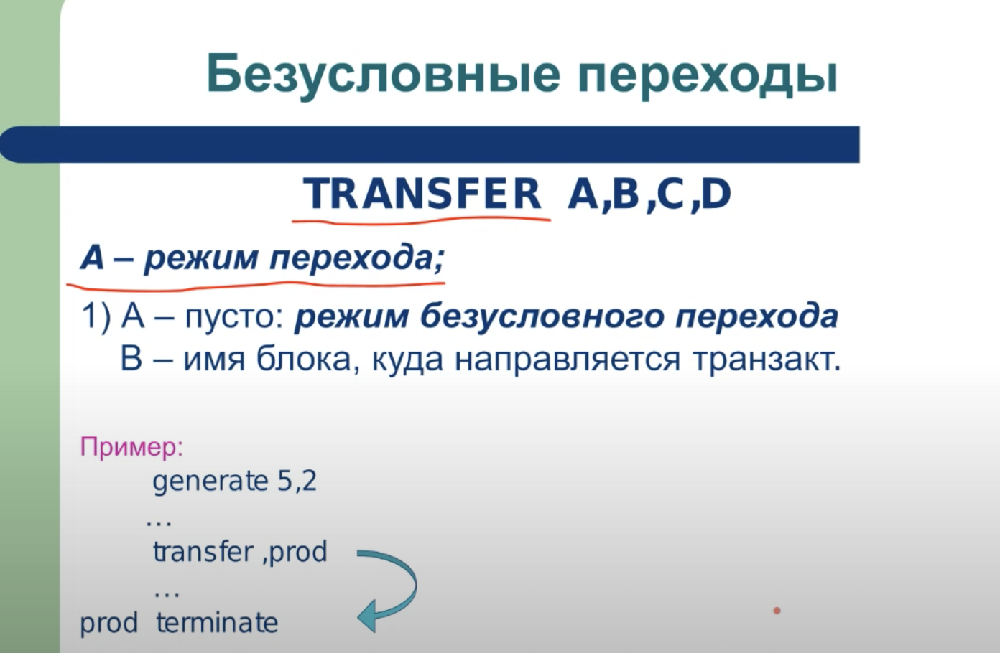 Безусловные переходы
TRANSFER A,B,C,D
А – режим перехода;
1) А – пусто: режим безусловного перехода
В – имя блока, куда направляется транзакт.
Пример:
generate 5,2
…
transfer ,prod
…
prod terminate